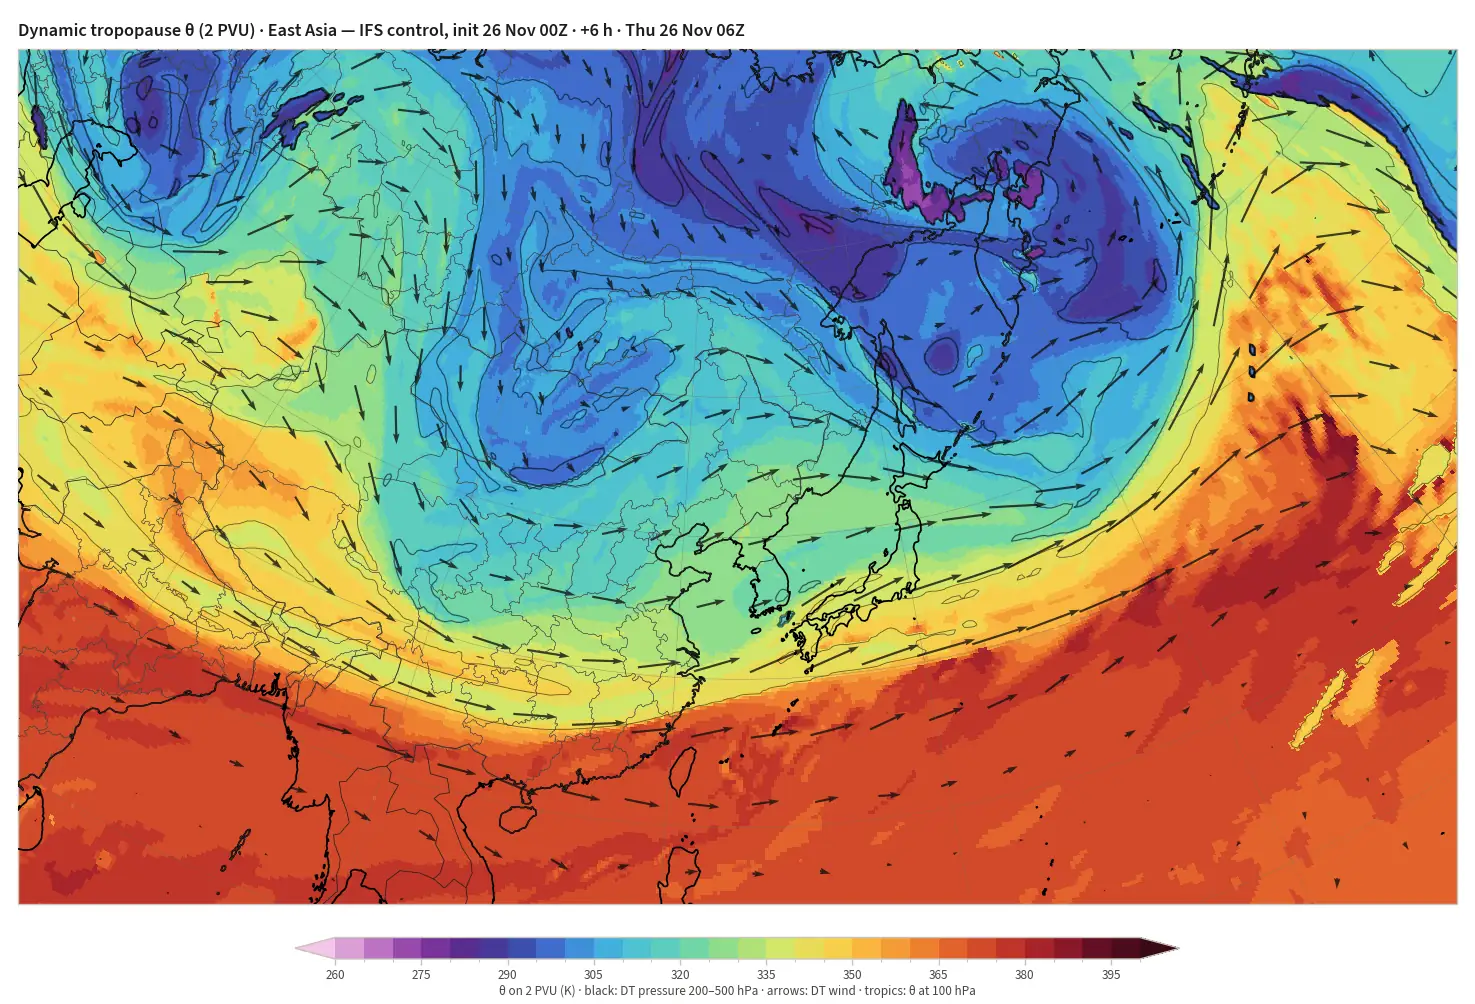 Dynamic tropopause θ (2 PVU) · East Asia — IFS control, init 26 Nov 00Z · +6 h · Thu 26 Nov 06Z
260 275 290 305 320 335 350 365 380 395
θ on 2 PVU (K) · black: DT pressure 200–500 hPa · arrows: DT wind · tropics: θ at 100 hPa